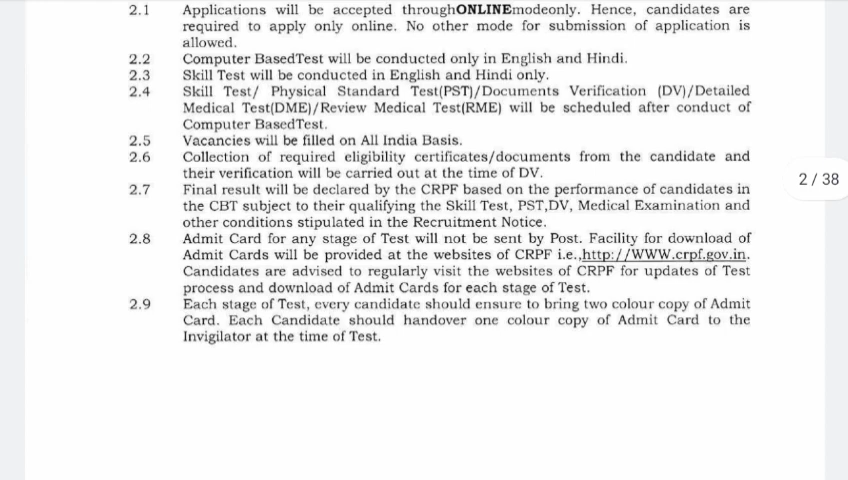 2.1 Applications will be accepted throughONLINEmodeonly. Hence, candidates are
required to apply only online. No other mode for submission of application is
allowed.
2.2 Computer BasedTest will be conducted only in English and Hindi.
2.3 Skill Test will be conducted in English and Hindi only.
2.4 Skill Test/ Physical Standard Test(PST)/Documents Verification (DV)/Detailed
Medical Test(DME)/Review Medical Test(RME) will be scheduled after conduct of
Computer BasedTest.
2.5 Vacancies will be filled on All India Basis.
2.6 Collection of required eligibility certificates/documents from the candidate and
their verification will be carried out at the time of DV.
2 / 38
2.7 Final result will be declared by the CRPF based on the performance of candidates in
the CBT subject to their qualifying the Skill Test, PST,DV, Medical Examination and
other conditions stipulated in the Recruitment Notice.
2.8 Admit Card for any stage of Test will not be sent by Post. Facility for download of
Admit Cards will be provided at the websites of CRPF i.e.,http://WWW.crpf.gov.in.
Candidates are advised to regularly visit the websites of CRPF for updates of Test
process and download of Admit Cards for each stage of Test.
2.9 Each stage of Test, every candidate should ensure to bring two colour copy of Admit
Card. Each Candidate should handover one colour copy of Admit Card to the
Invigilator at the time of Test.